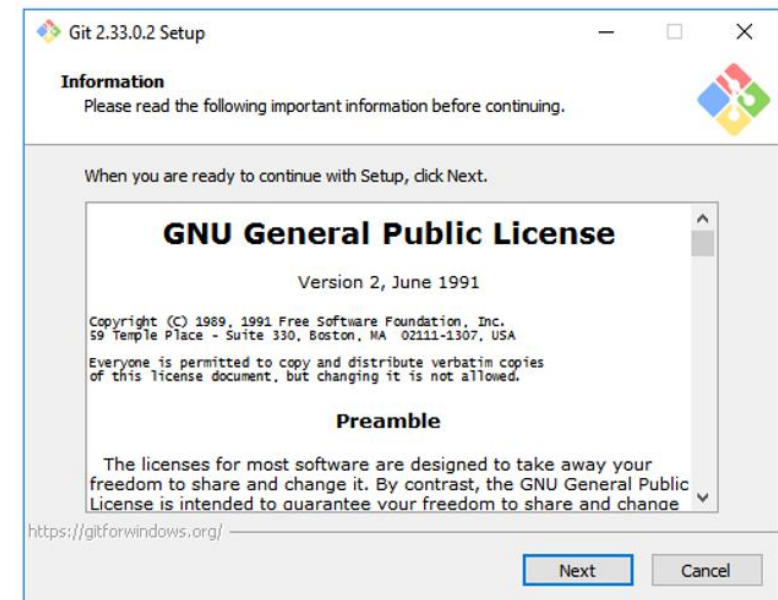 Git 2.33.0.2 Setup
Information
Please read the following important information before continuing.
When you are ready to continue with Setup, click Next.
GNU General Public License
Version 2, June 1991
Copyright (C) 1989, 1991 Free Software Foundation, Inc.
59 Temple Place - Suite 330, Boston, MA  02111-1307, USA
Everyone is permitted to copy and distribute verbatim copies
of this license document, but changing it is not allowed.
Preamble
The licenses for most software are designed to take away your
freedom to share and change it. By contrast, the GNU General Public
License is intended to guarantee your freedom to share and change
https://gitforwindows.org/
Next
Cancel